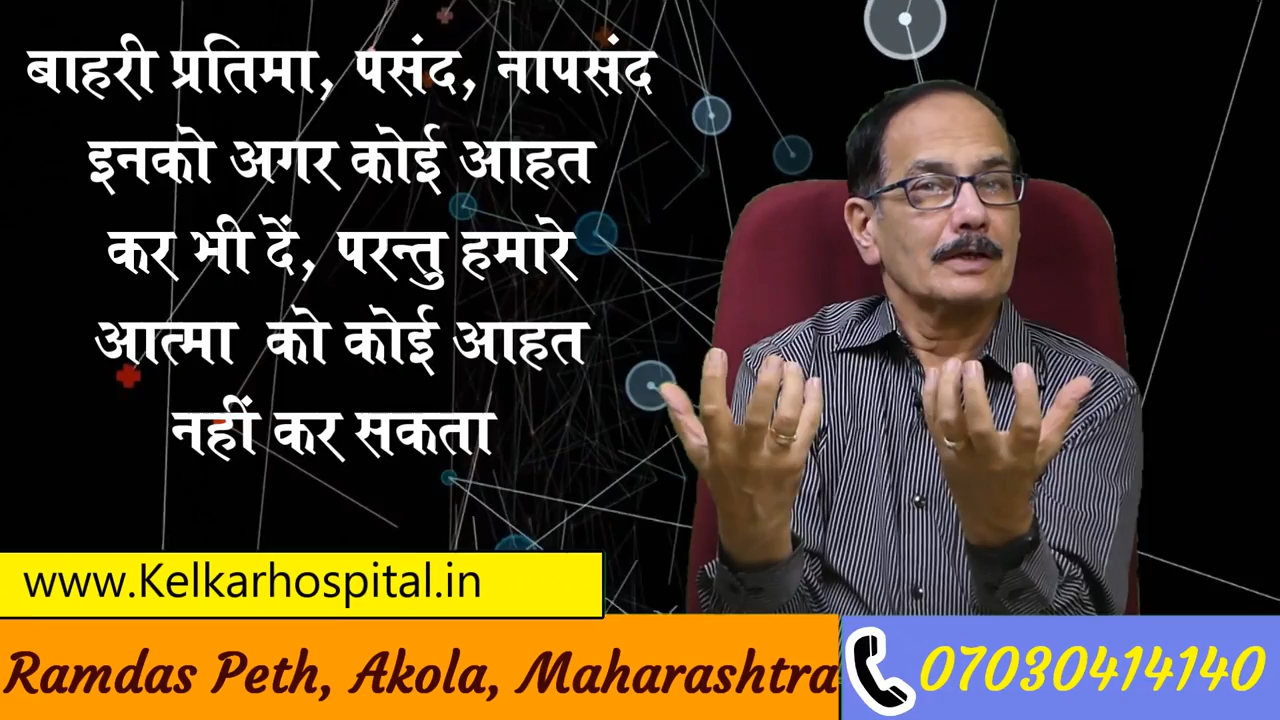 बाहरी प्रतिमा, पसंद, नापसंद
इनको अगर कोई आहत
कर भी दें, परन्तु हमारे
आत्मा को कोई आहत
नहीं कर सकता
www.Kelkarhospital.in
Ramdas Peth, Akola, Maharashtra
07030414140